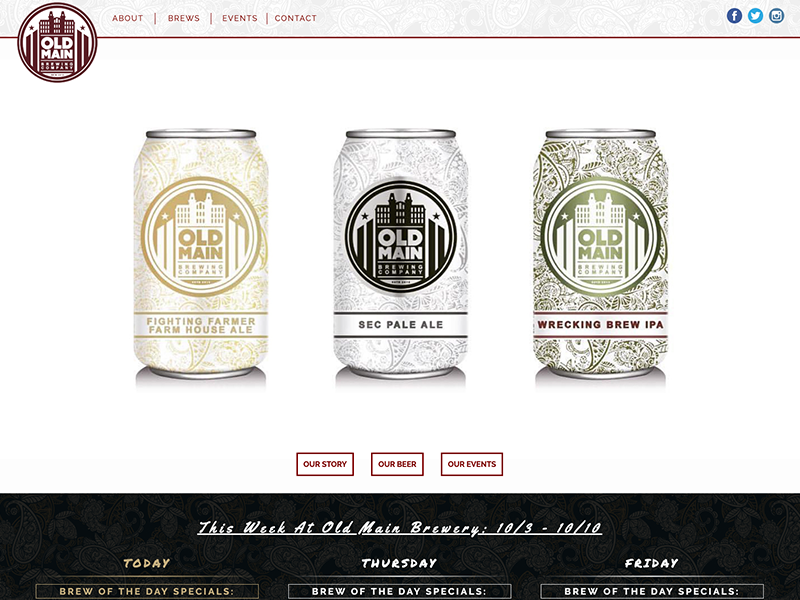 OLD
MAIN
BREWING
COMPANY
ABOUT
BREWS
EVENTS
CONTACT
OLD
MAIN
BREWING
COMPANY
FIGHTING FARMER
FARM HOUSE ALE
OLD
MAIN
BREWING
COMPANY
SEC PALE ALE
OLD
MAIN
BREWING
COMPANY
WRECKING BREW IPA
OUR STORY
OUR BEER
OUR EVENTS
This Week At Old Main Brewery: 10/3 - 10/10
TODAY
THURSDAY
FRIDAY
BREW OF THE DAY SPECIALS:
BREW OF THE DAY SPECIALS:
BREW OF THE DAY SPECIALS: